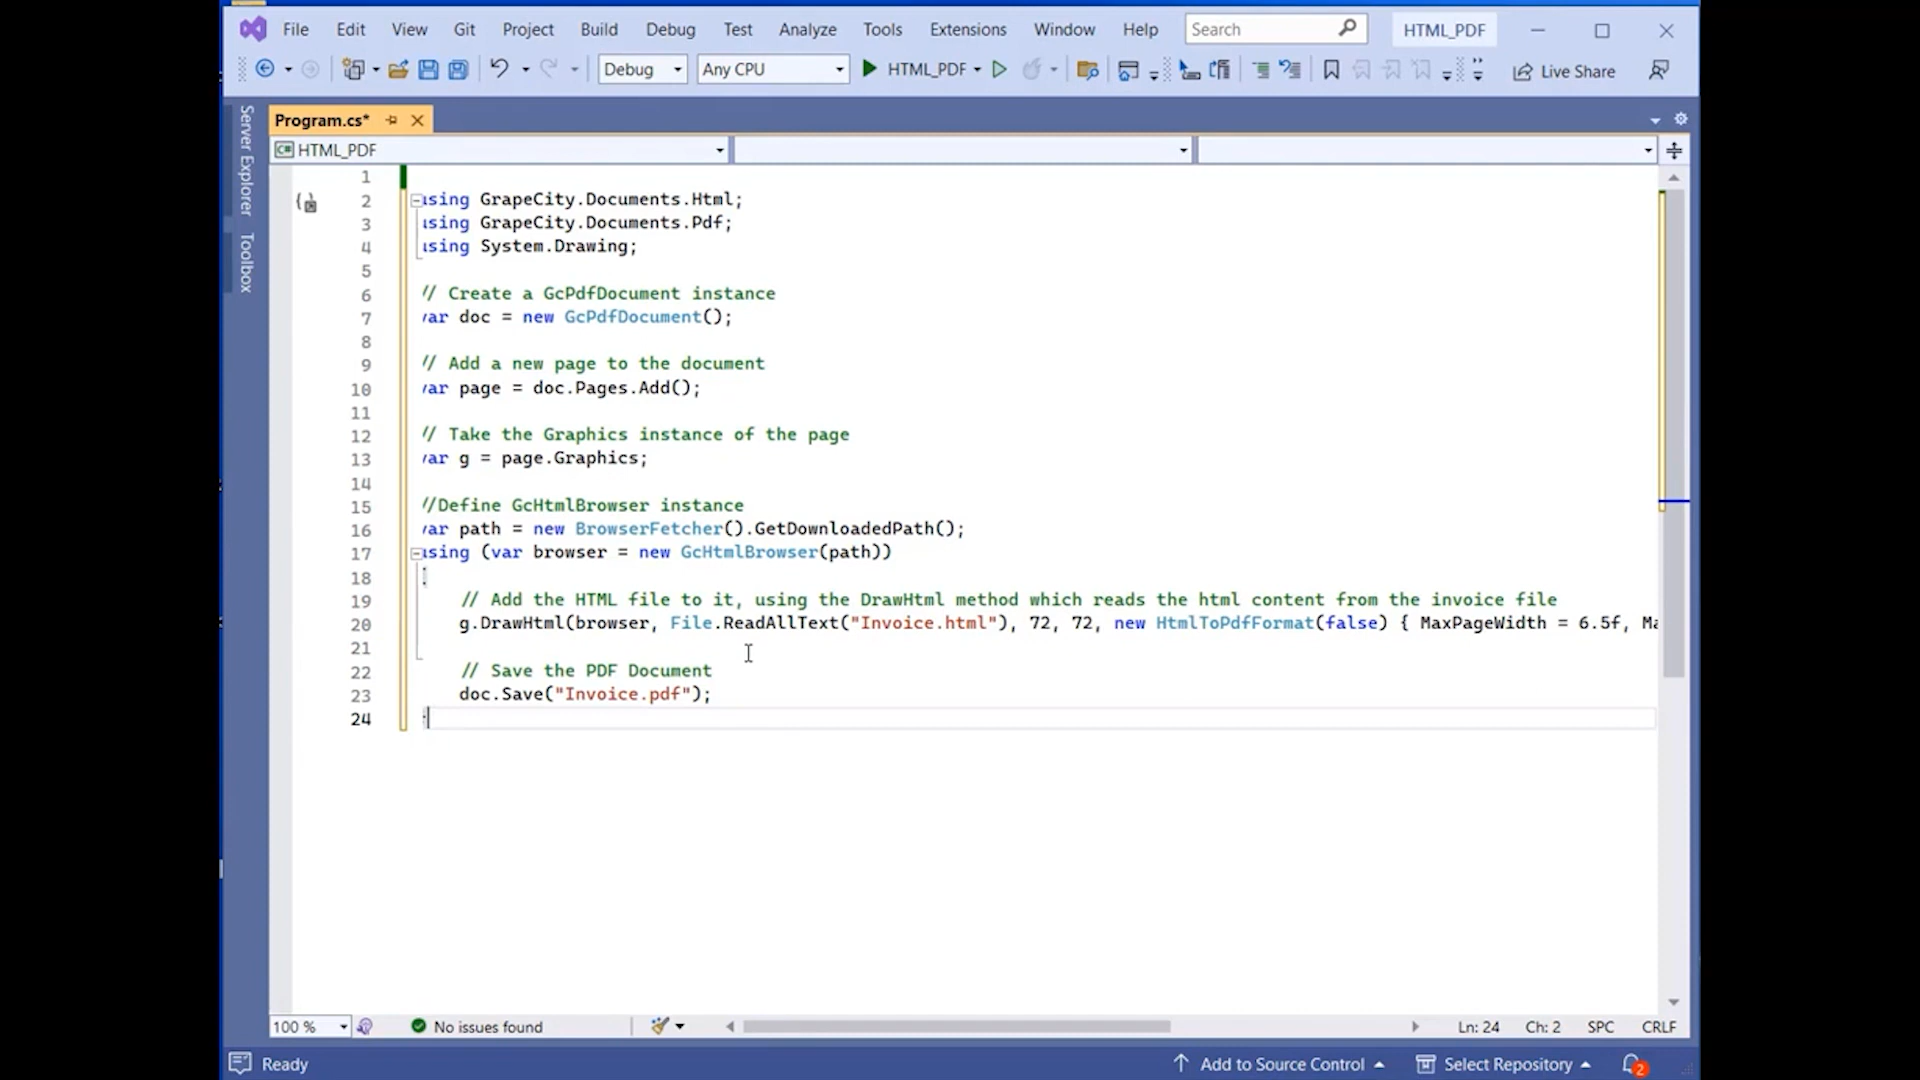 File Edit View Git Project Build Debug Test Analyze Tools Extensions Window Help Search HTML_PDF
Debug Any CPU HTML_PDF Live Share
Server Explorer
Toolbox
Program.cs*
C# HTML_PDF
1
2 using GrapeCity.Documents.Html;
3 using GrapeCity.Documents.Pdf;
4 using System.Drawing;
5
6 // Create a GcPdfDocument instance
7 var doc = new GcPdfDocument();
8
9 // Add a new page to the document
10 var page = doc.Pages.Add();
11
12 // Take the Graphics instance of the page
13 var g = page.Graphics;
14
15 //Define GcHtmlBrowser instance
16 var path = new BrowserFetcher().GetDownloadedPath();
17 using (var browser = new GcHtmlBrowser(path))
18 {
19 // Add the HTML file to it, using the DrawHtml method which reads the html content from the invoice file
20 g.DrawHtml(browser, File.ReadAllText("Invoice.html"), 72, 72, new HtmlToPdfFormat(false) { MaxPageWidth = 6.5f, Ma
21
22 // Save the PDF Document
23 doc.Save("Invoice.pdf");
24 }
100 % No issues found Ln: 24 Ch: 2 SPC CRLF
Ready Add to Source Control Select Repository 2